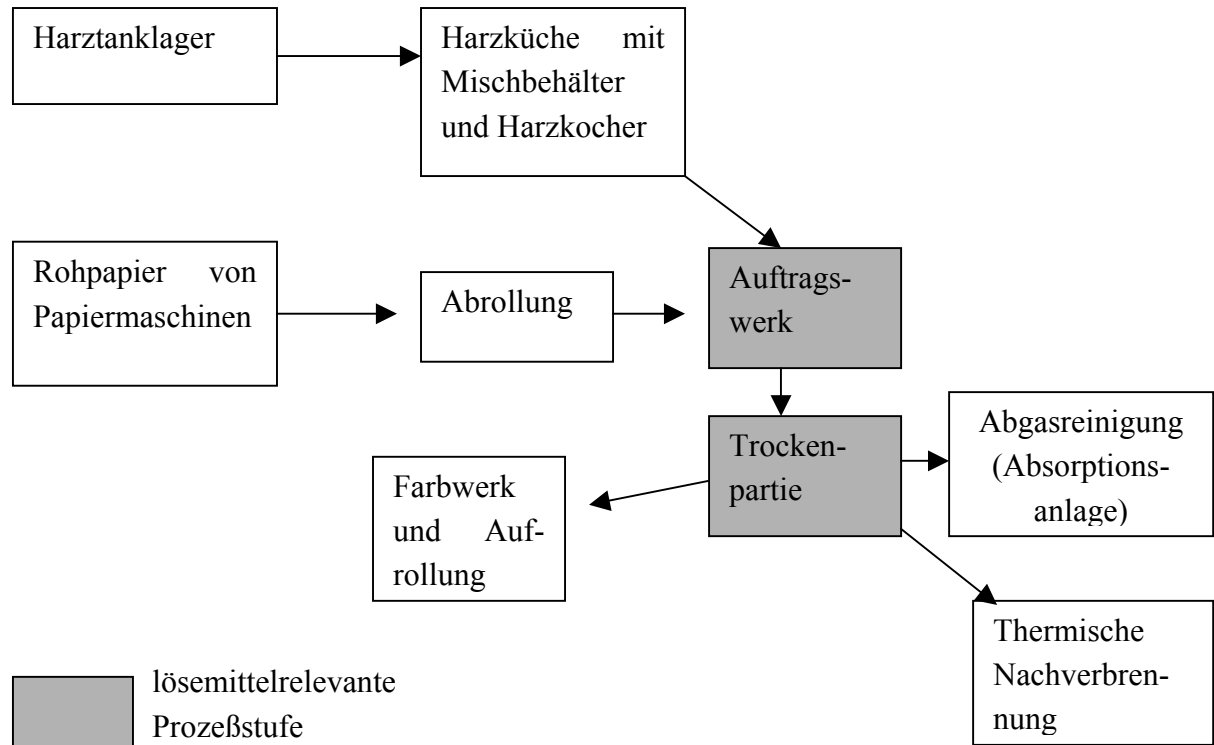 Harztanklager
Harzküche mit
Mischbehälter
und Harzkocher
Rohpapier von
Papiermaschinen
Abrollung
Auftrags-
werk
Trocken-
partie
Abgasreinigung
(Absorptions-
anlage)
Farbwerk
und Auf-
rollung
Thermische
Nachverbren-
nung
lösemittelrelevante
Prozeßstufe